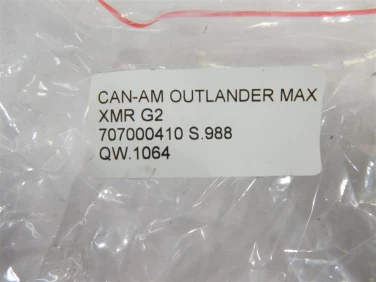 CAN-AM OUTLANDER MAX
XMR G2
707000410 S.988
QW.1064